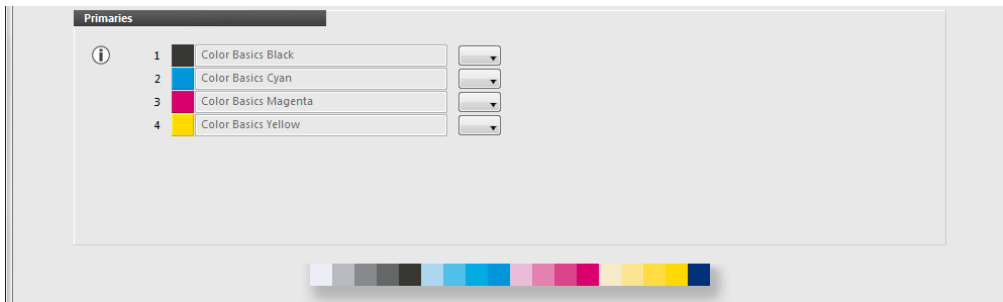 Primaries
1 Color Basics Black
2 Color Basics Cyan
3 Color Basics Magenta
4 Color Basics Yellow